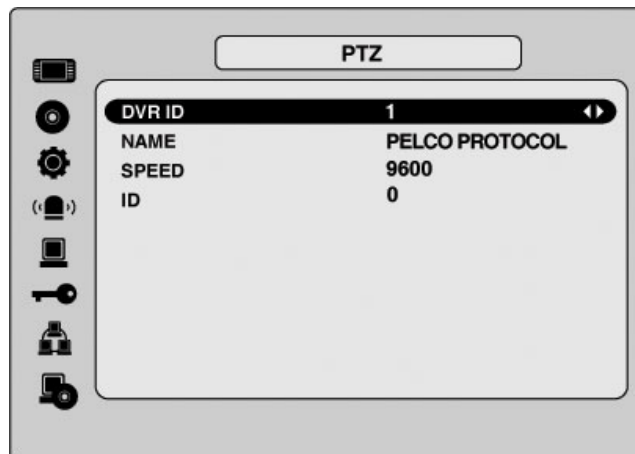 PTZ
DVR ID 1
NAME PELCO PROTOCOL
SPEED 9600
ID 0